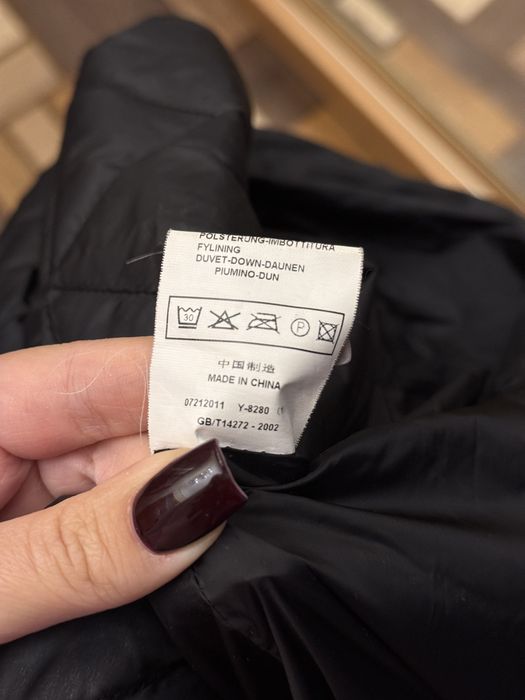 POLSTERUNG-IMBOTTITURA
FYLINING
DUVET-DOWN-DAUNEN
PIUMINO-DUN
30
P
中国制造
MADE IN CHINA
07212011 Y-8280
GB/T14272 - 2002